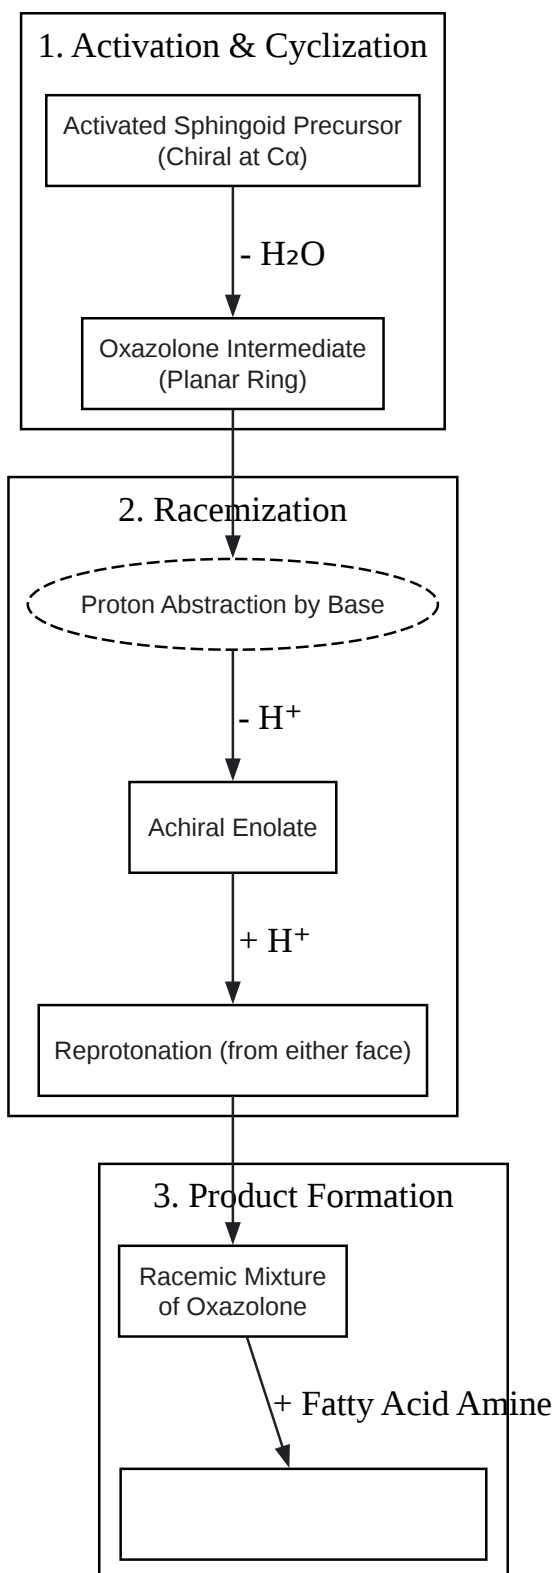 1. Activation & Cyclization
Activated Sphingoid Precursor
(Chiral at Cα)
- H₂O
Oxazolone Intermediate
(Planar Ring)
2. Racemization
Proton Abstraction by Base
- H⁺
Achiral Enolate
+ H⁺
Reprotonation (from either face)
3. Product Formation
Racemic Mixture
of Oxazolone
+ Fatty Acid Amine